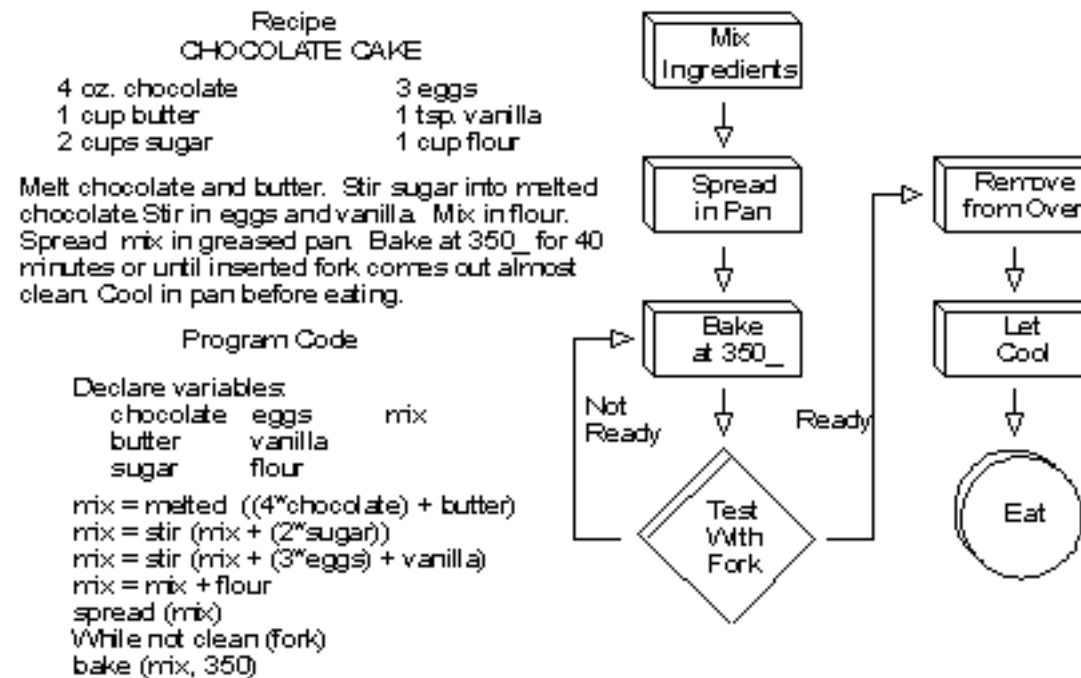 Recipe
CHOCOLATE CAKE
4 oz. chocolate 3 eggs
1 cup butter 1 tsp. vanilla
2 cups sugar 1 cup flour
Melt chocolate and butter. Stir sugar into melted
chocolate. Stir in eggs and vanilla. Mix in flour.
Spread mix in greased pan. Bake at 350_ for 40
minutes or until inserted fork comes out almost
clean. Cool in pan before eating.
Program Code
Declare variables:
chocolate eggs mix
butter vanilla
sugar flour
mix = melted ((4*chocolate) + butter)
mix = stir (mix + (2*sugar))
mix = stir (mix + (3*eggs) + vanilla)
mix = mix + flour
spread (mix)
While not clean (fork)
bake (mix, 350)
Mix
Ingredients
Spread
in Pan
Bake
at 350_
Not
Ready
Test
With
Fork
Ready
Remove
from Oven
Let
Cool
Eat